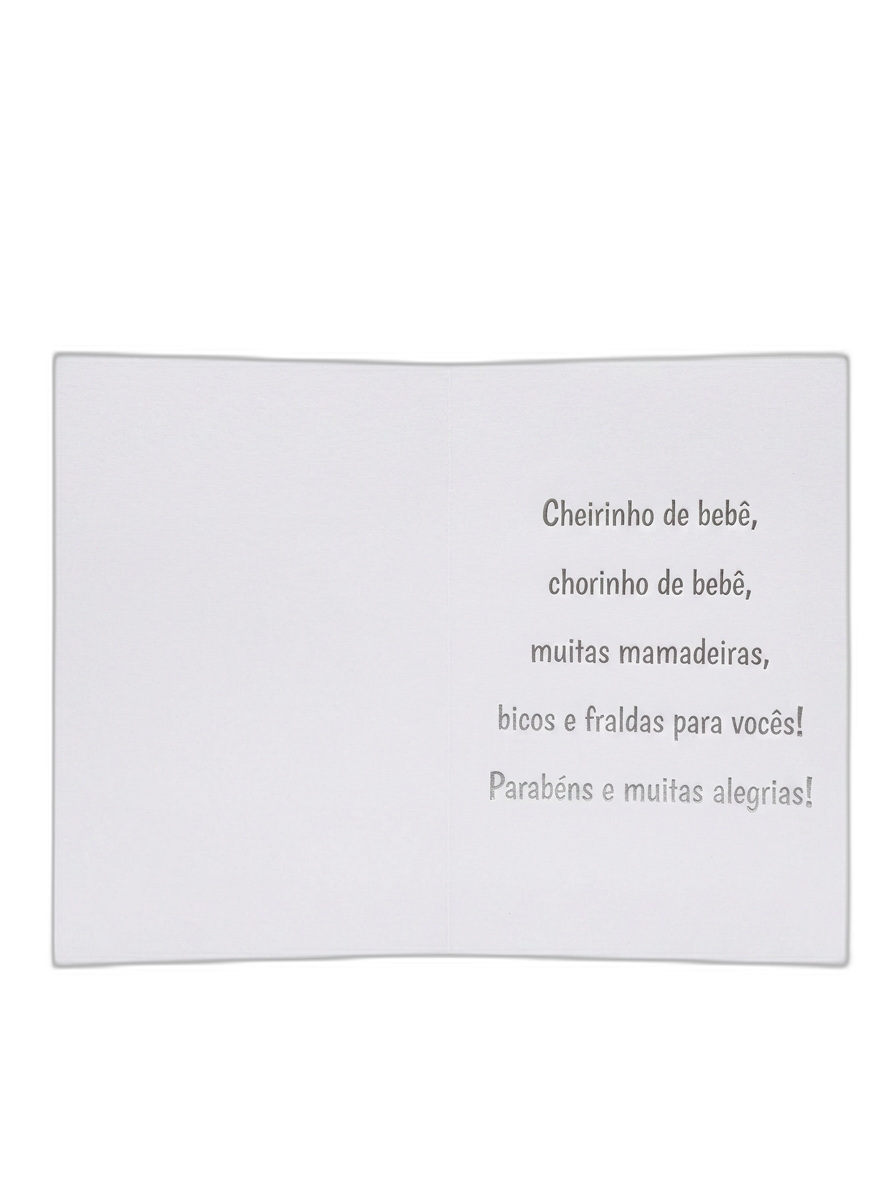 Cheirinho de bebê,
chorinho de bebê,
muitas mamadeiras,
bicos e fraldas para vocês!
Parabéns e muitas alegrias!